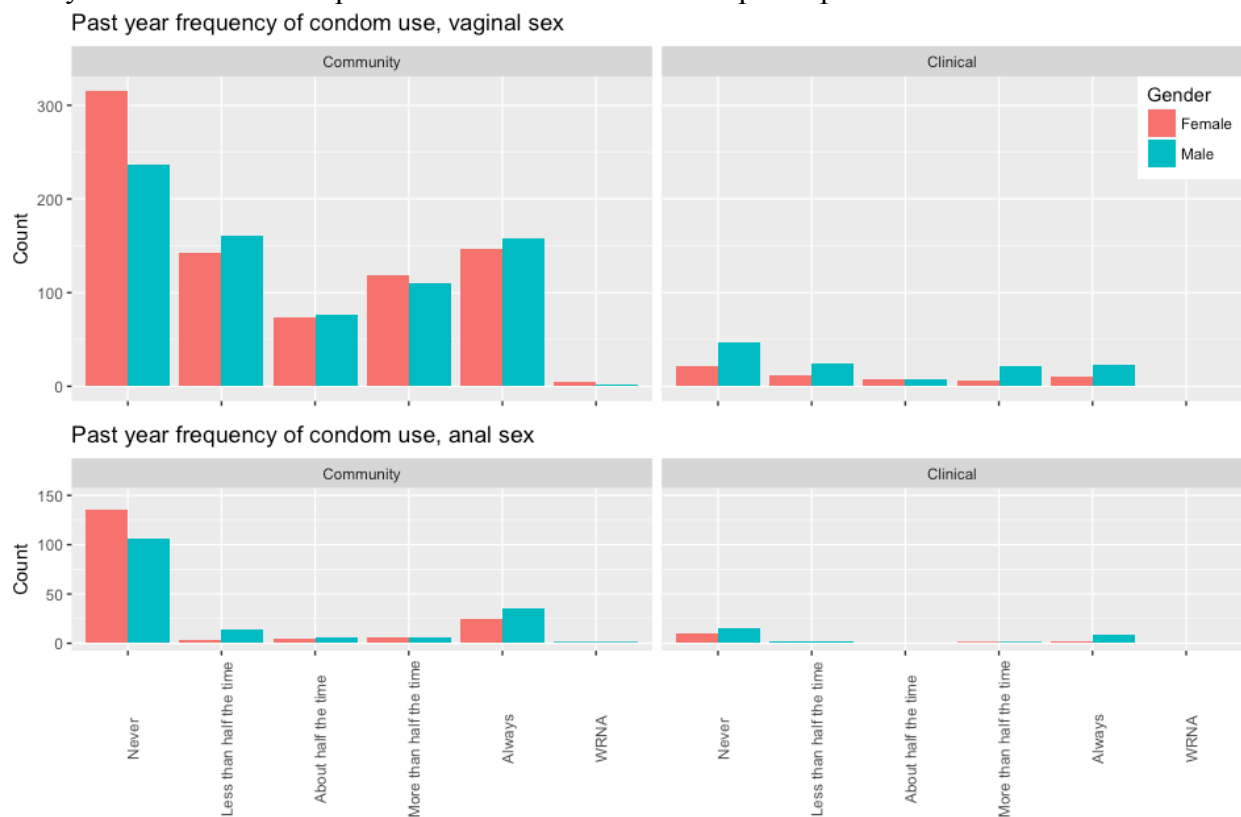 Past year frequency of condom use, vaginal sex
Community
Clinical
Gender
Female
Male
Count
300
200
100
0
Past year frequency of condom use, anal sex
Community
Clinical
Count
150
100
50
0
Never
Less than half the time
About half the time
More than half the time
Always
WRNA
Never
Less than half the time
About half the time
More than half the time
Always
WRNA